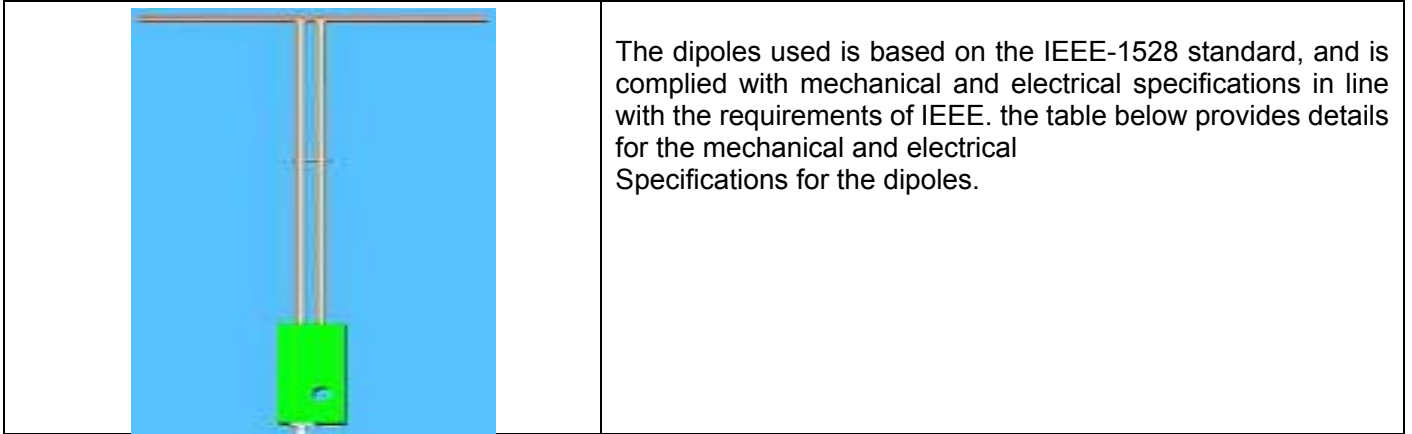 The dipoles used is based on the IEEE-1528 standard, and is
complied with mechanical and electrical specifications in line
with the requirements of IEEE. the table below provides details
for the mechanical and electrical
Specifications for the dipoles.